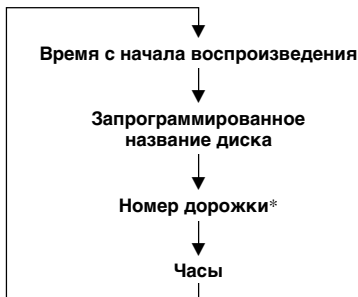 Время с начала воспроизведения
Запрограммированное
название диска
Номер дорожки*
Часы